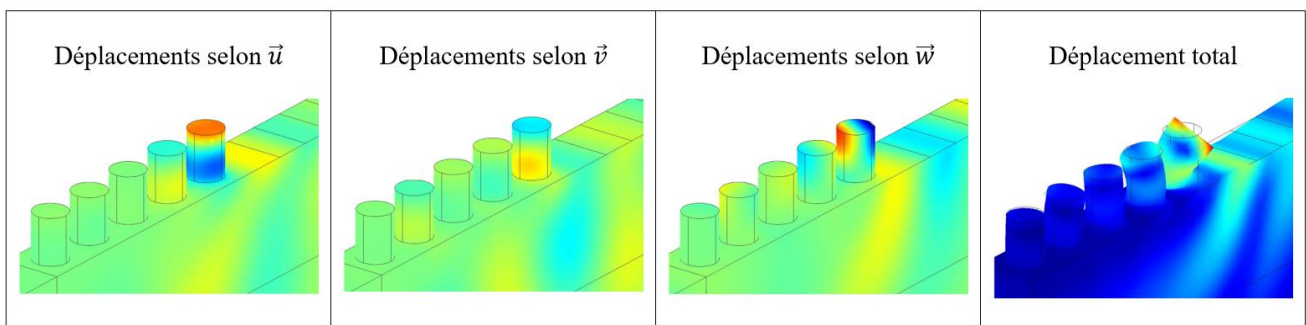 Déplacements selon u⃗
Déplacements selon v⃗
Déplacements selon w⃗
Déplacement total